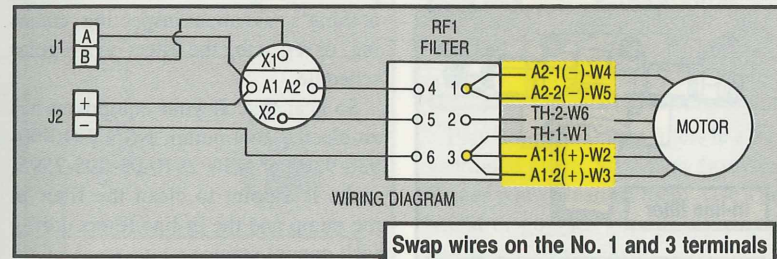 RF1
FILTER
J1
A
B
X1
A1 A2
X2
J2
+
−
4 1
5 2
6 3
A2-1(−)-W4
A2-2(−)-W5
TH-2-W6
TH-1-W1
A1-1(+)-W2
A1-2(+)-W3
MOTOR
WIRING DIAGRAM
Swap wires on the No. 1 and 3 terminals